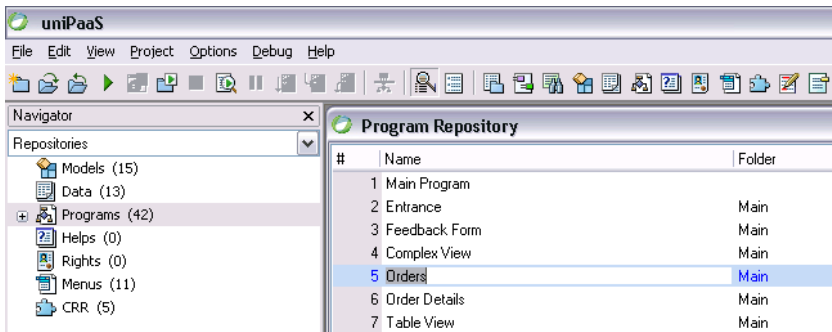 uniPaaS
File Edit View Project Options Debug Help
Navigator x
Repositories
Models (15)
Data (13)
Programs (42)
Helps (0)
Rights (0)
Menus (11)
CRR (5)
Program Repository
# Name Folder
1 Main Program
2 Entrance Main
3 Feedback Form Main
4 Complex View Main
5 Orders Main
6 Order Details Main
7 Table View Main